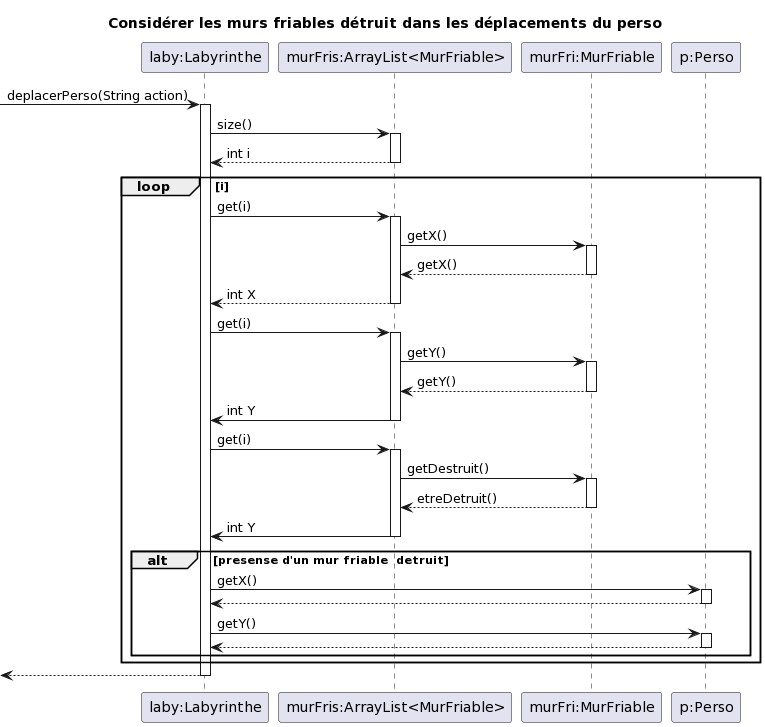 Considérer les murs friables détruit dans les déplacements du perso
laby:Labyrinthe murFris:ArrayList<MurFriable> murFri:MurFriable p:Perso
deplacerPerso(String action)
size()
int i
loop [i]
get(i)
getX()
getX()
int X
get(i)
getY()
getY()
int Y
get(i)
getDestruit()
etreDetruit()
int Y
alt [presense d'un mur friable detruit]
getX()
getY()
laby:Labyrinthe murFris:ArrayList<MurFriable> murFri:MurFriable p:Perso